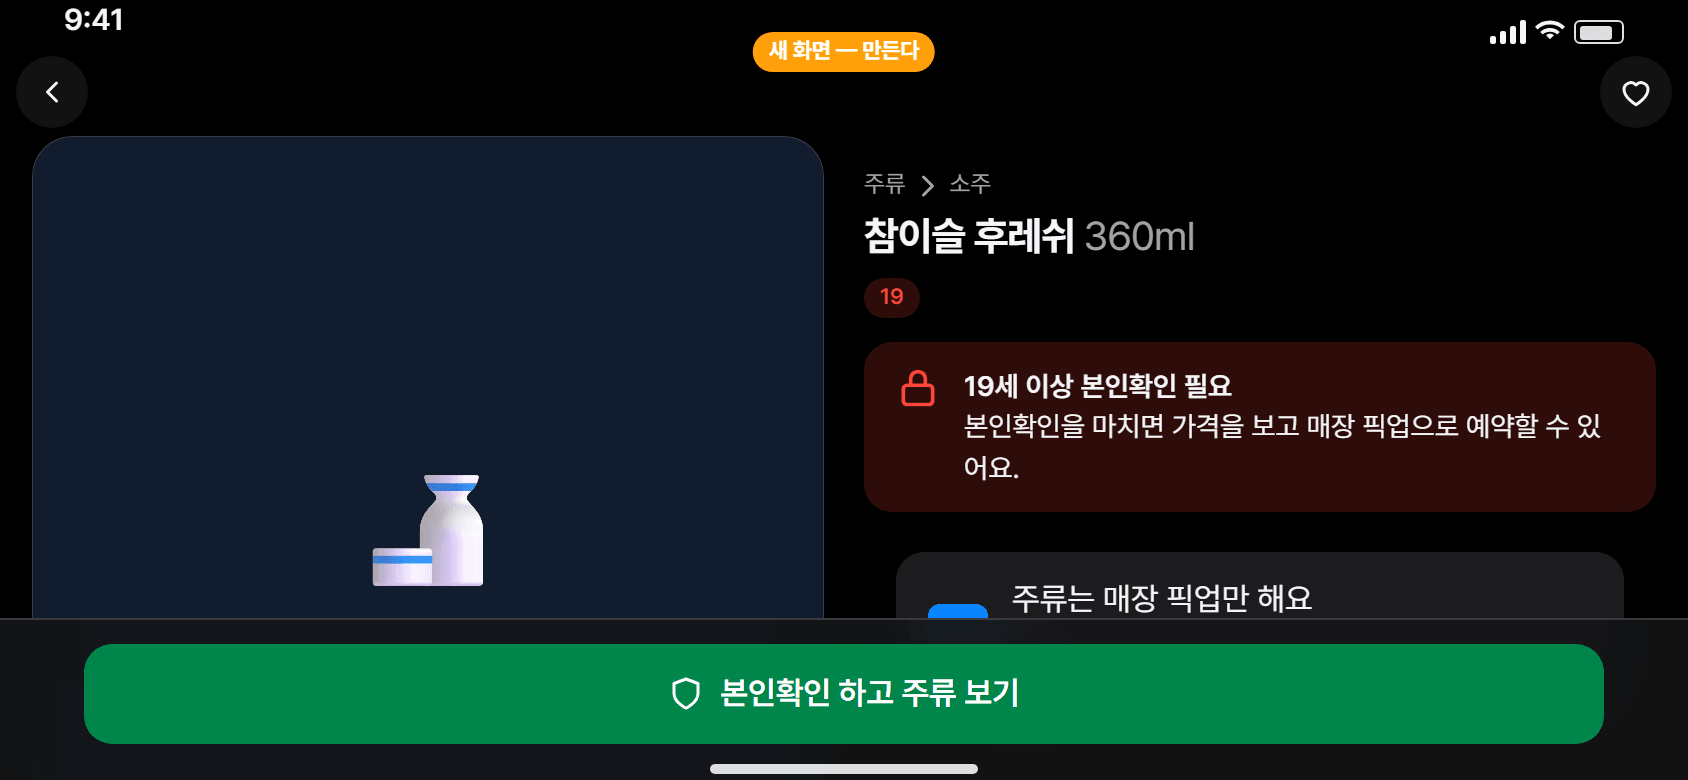 9:41
새 화면 — 만든다
주류 > 소주
참이슬 후레쉬 360ml
19
19세 이상 본인확인 필요
본인확인을 마치면 가격을 보고 매장 픽업으로 예약할 수 있
어요.
주류는 매장 픽업만 해요
본인확인 하고 주류 보기